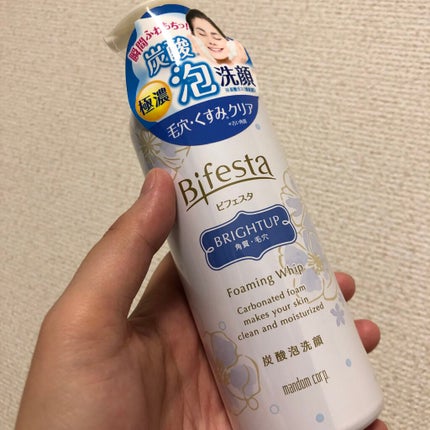 瞬間ふわもちっ!
炭酸
泡洗顔
極濃
毛穴・くすみ*クリア
Bifesta
ビフェスタ
BRIGHTUP
角質・毛穴
Foaming Whip
Carbonated foam
makes your skin
clean and moisturized
炭酸泡洗顔
mandom corp.